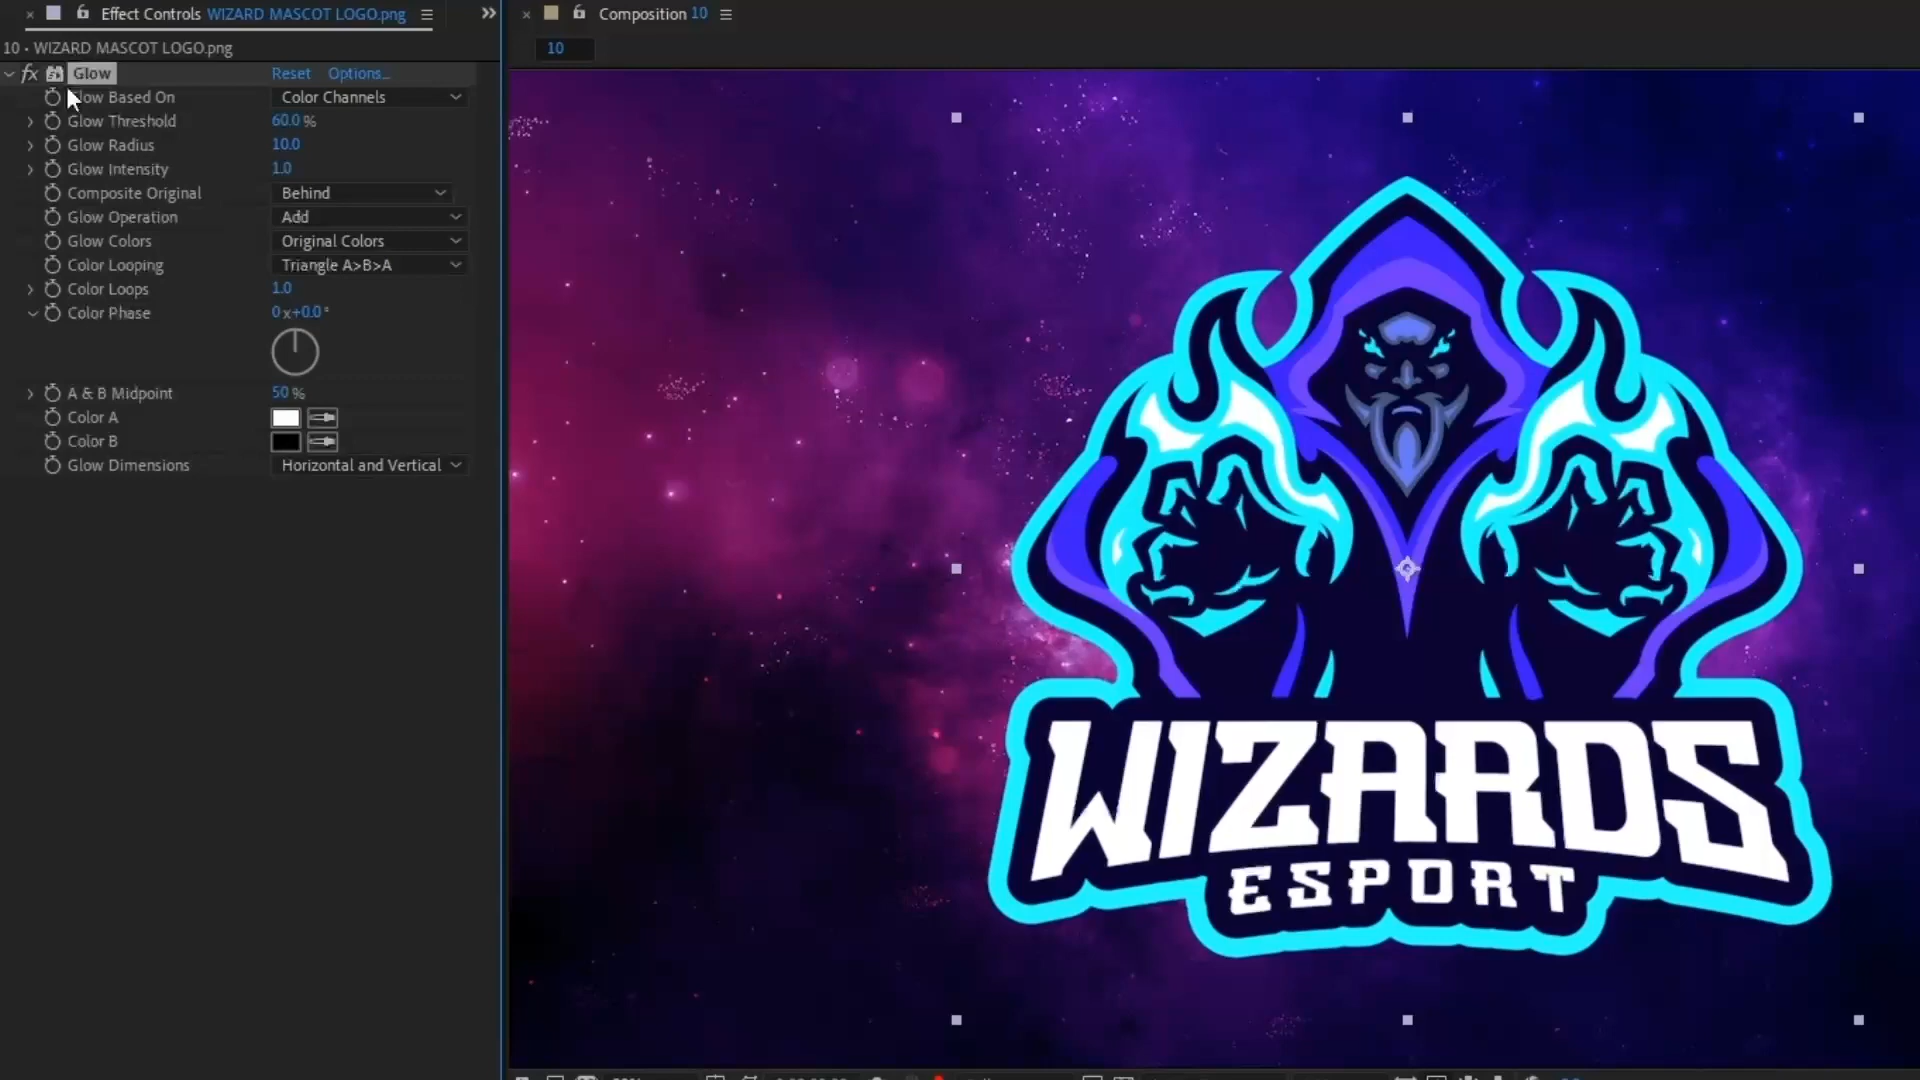 Effect Controls WIZARD MASCOT LOGO.png
10 • WIZARD MASCOT LOGO.png
fx Glow Reset Options...
Glow Based On Color Channels
Glow Threshold 60.0 %
Glow Radius 10.0
Glow Intensity 1.0
Composite Original Behind
Glow Operation Add
Glow Colors Original Colors
Color Looping Triangle A>B>A
Color Loops 1.0
Color Phase 0 x+0.0 °
A & B Midpoint 50 %
Color A
Color B
Glow Dimensions Horizontal and Vertical
Composition 10
10
WIZARDS
ESPORT